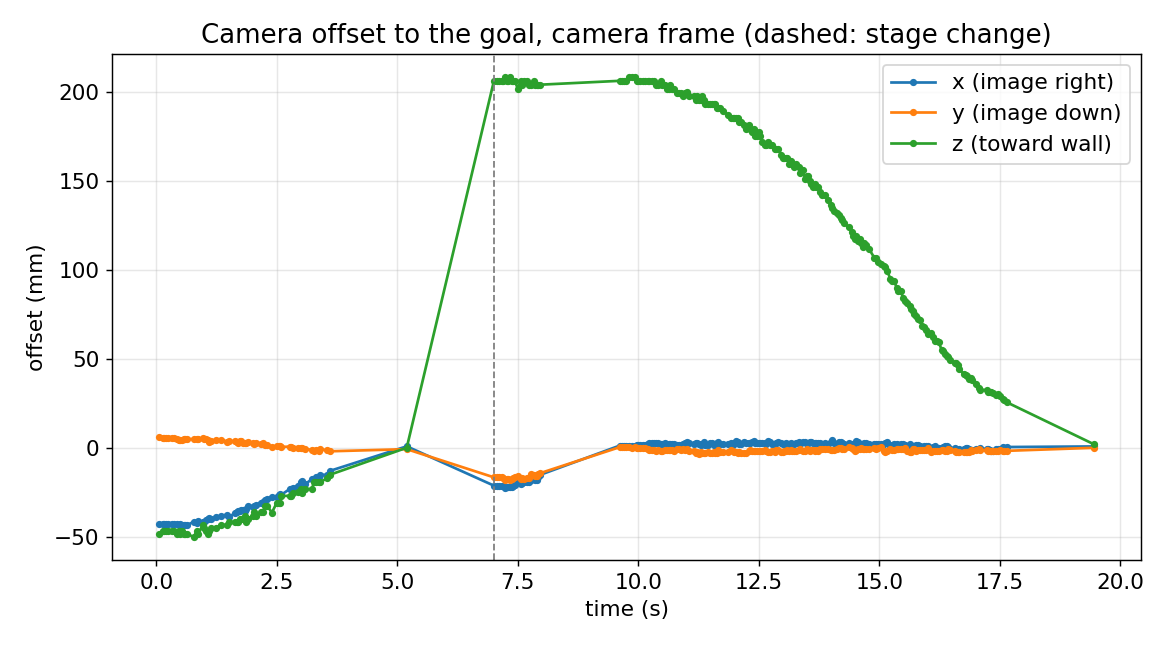 Camera offset to the goal, camera frame (dashed: stage change)
x (image right)
y (image down)
z (toward wall)
200
150
100
50
0
−50
offset (mm)
0.0 2.5 5.0 7.5 10.0 12.5 15.0 17.5 20.0
time (s)